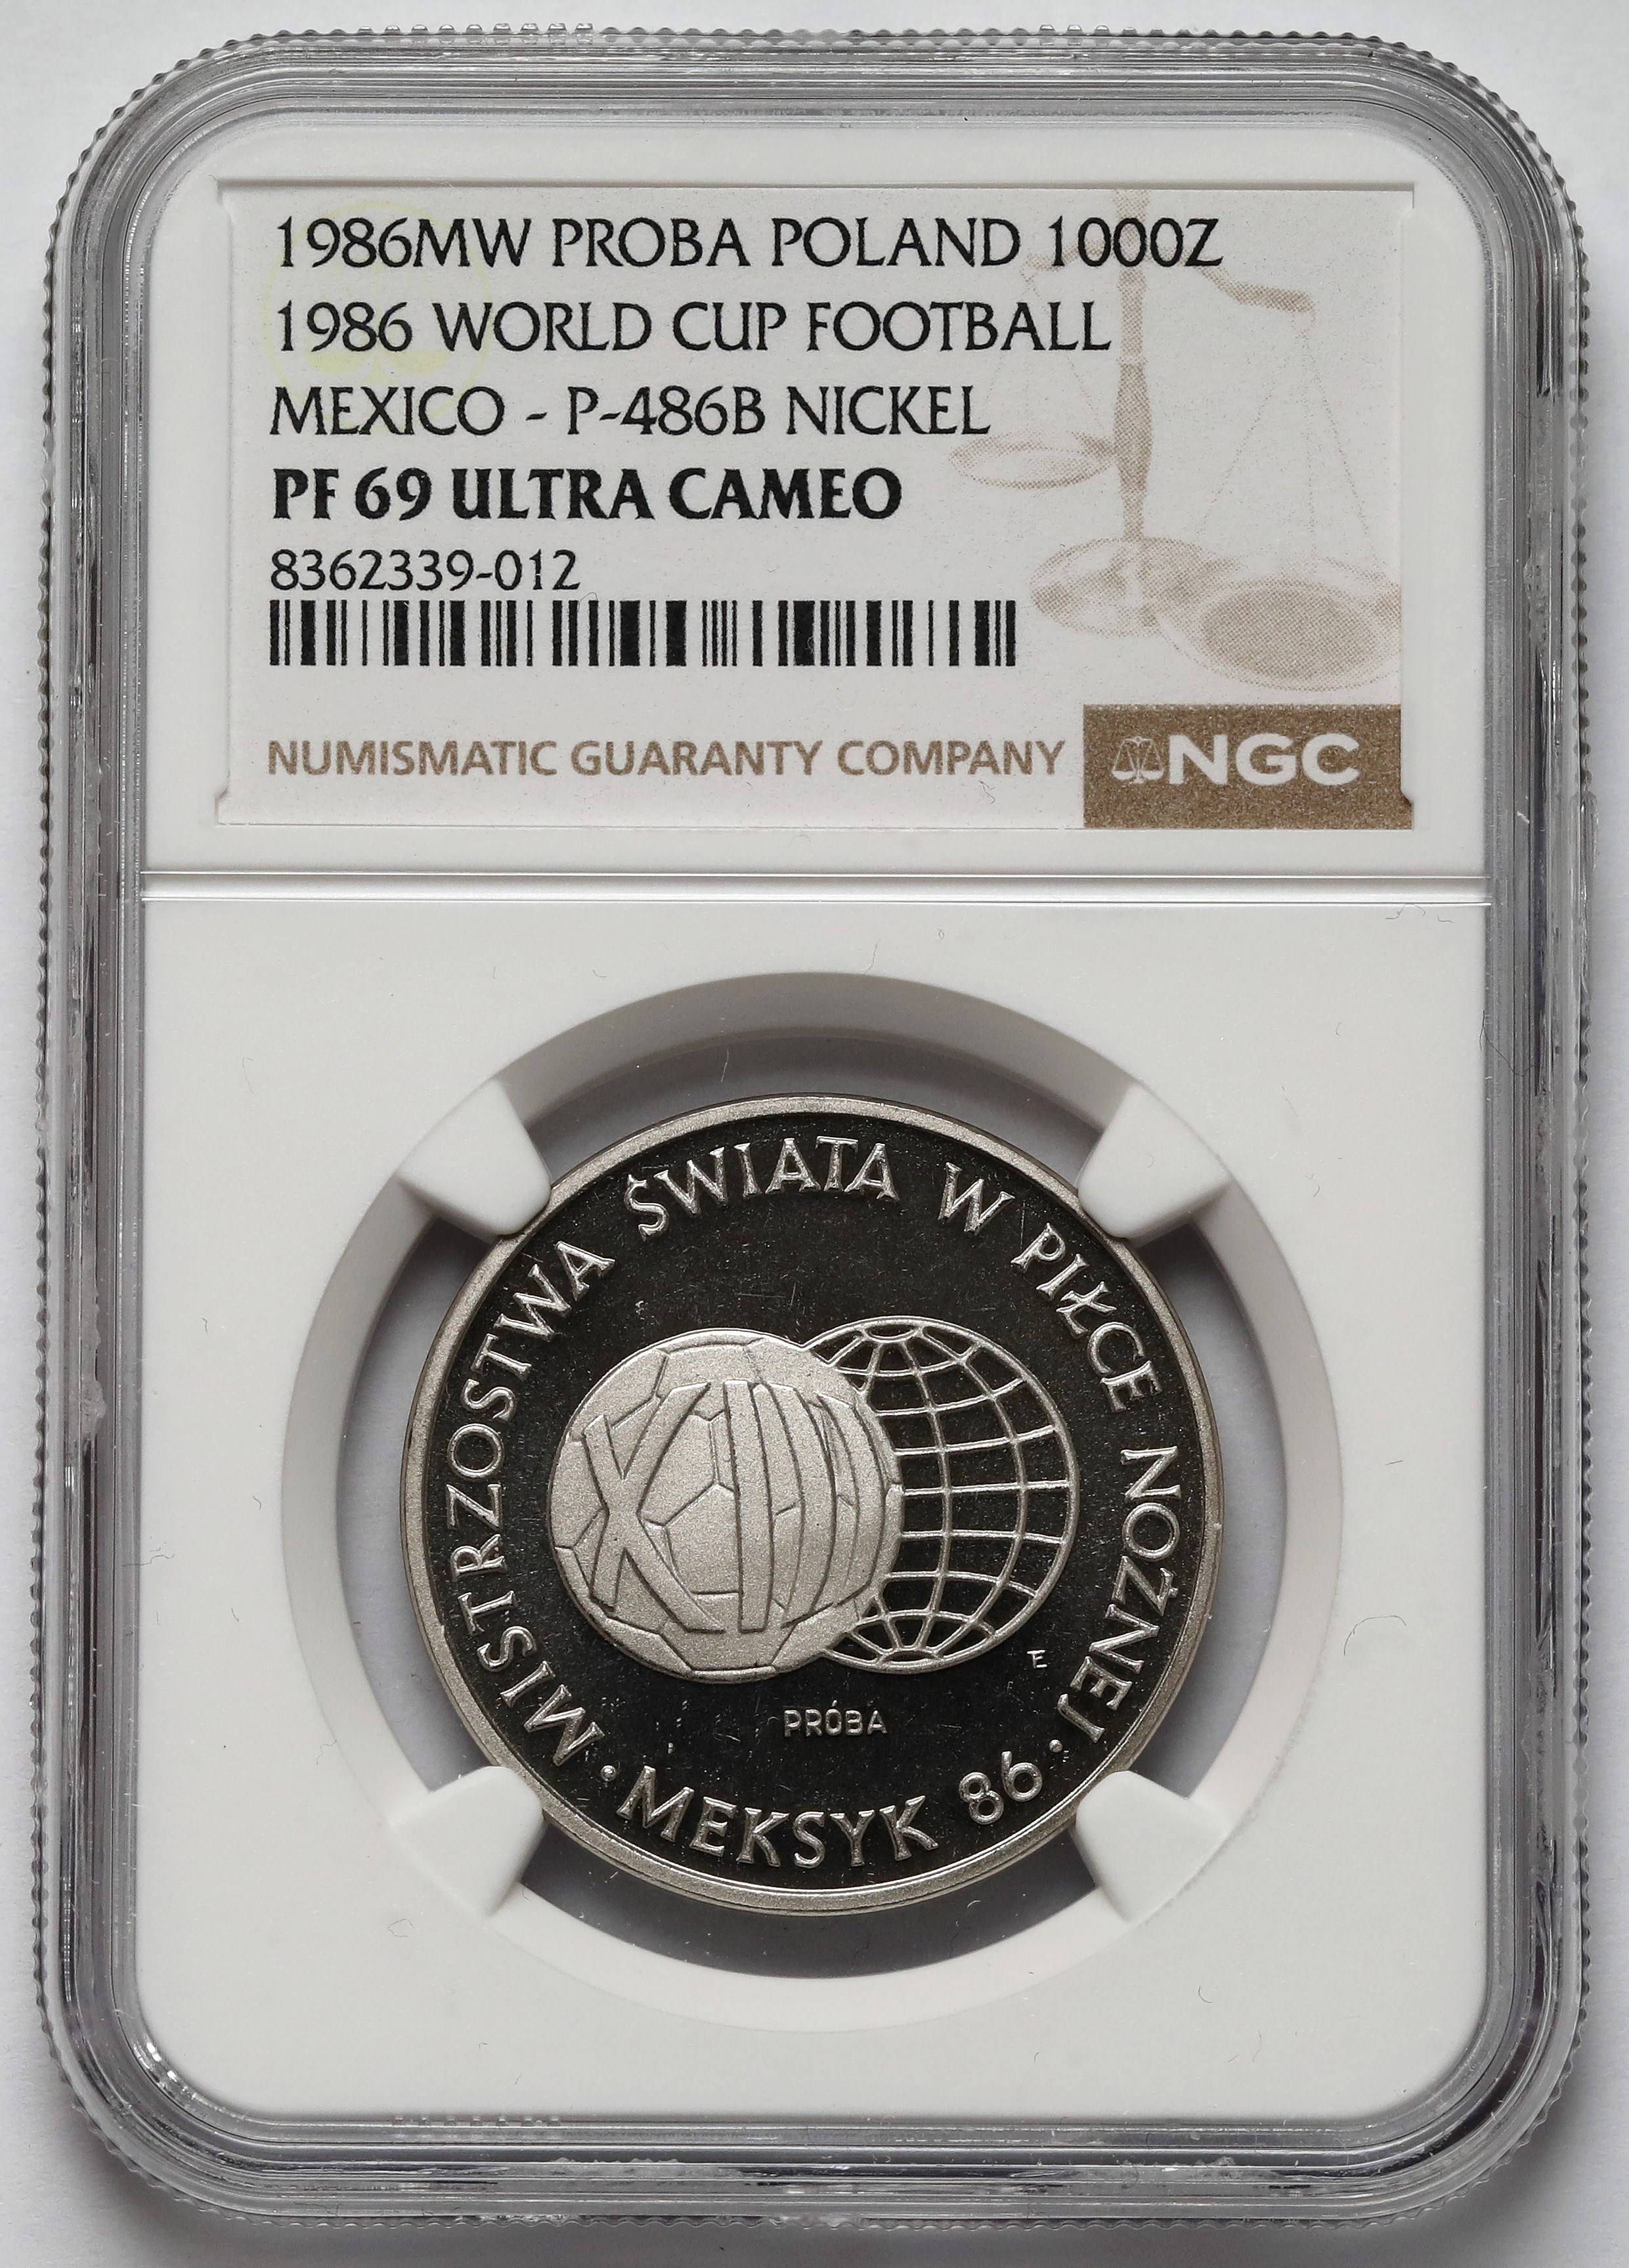 1986MW PROBA POLAND 1000Z
1986 WORLD CUP FOOTBALL
MEXICO - P-486B NICKEL
PF 69 ULTRA CAMEO
8362339-012
NUMISMATIC GUARANTY COMPANY NGC
MISTRZOSTWA ŚWIATA W PIŁCE NOŻNEJ
XIII
E
PRÓBA
• MEKSYK 86 •